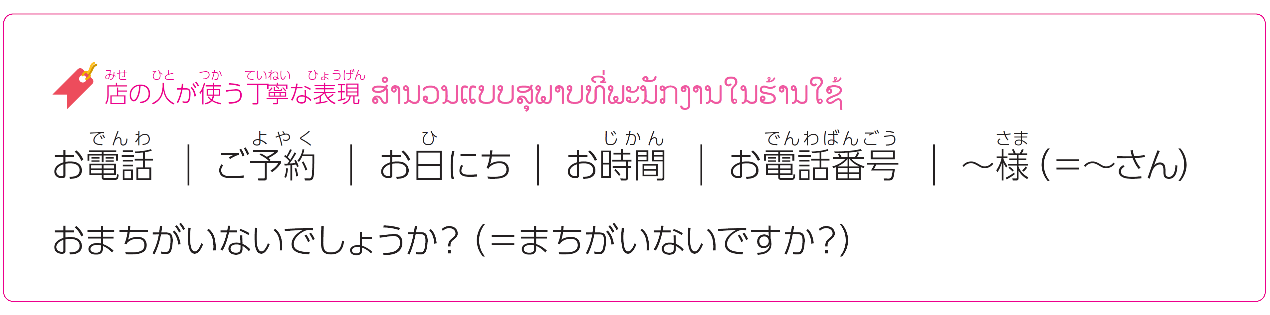 店の人が使う丁寧な表現 ສຳນວນແບບສຸພາບທີ່ພະນັກງານໃນຮ້ານໃຊ້
お電話 | ご予約 | お日にち | お時間 | お電話番号 | ~様 (=~さん)
おまちがいないでしょうか? (=まちがいないですか?)